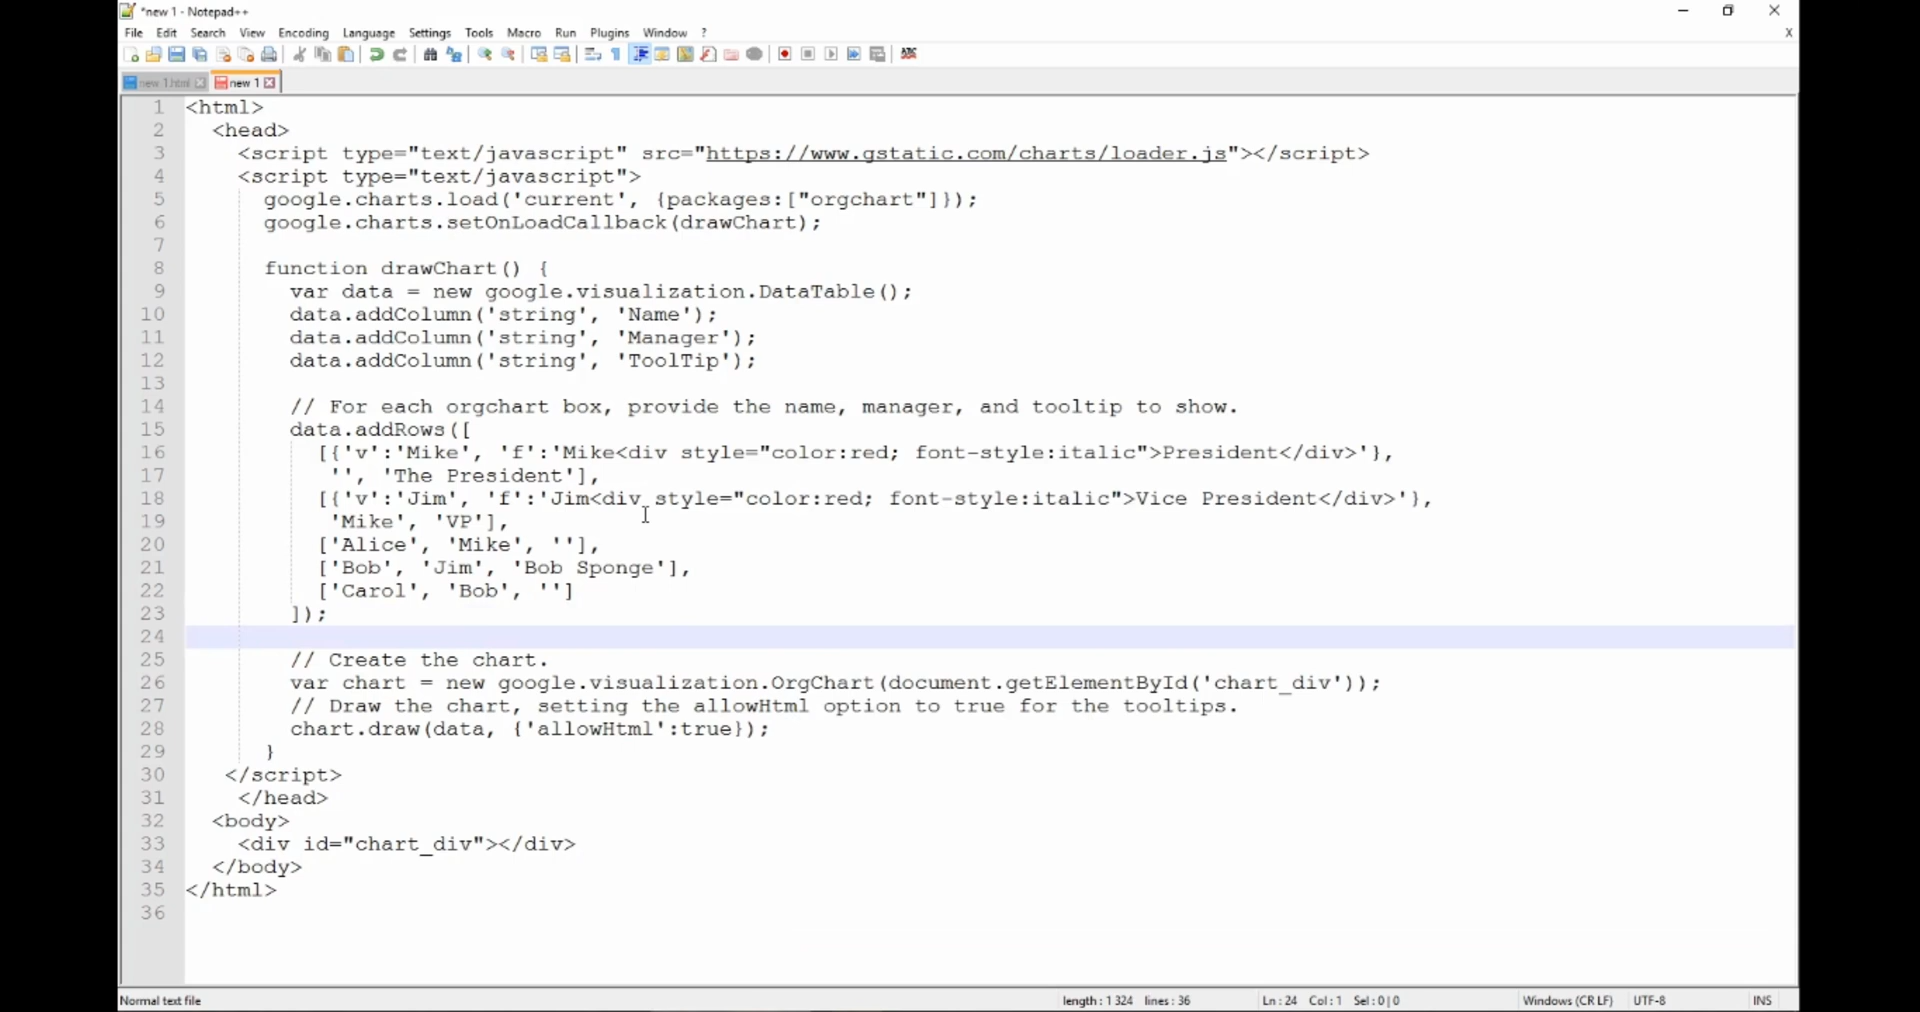 *new 1 - Notepad++
File Edit Search View Encoding Language Settings Tools Macro Run Plugins Window ? X
new 1.html new 1
1 <html>
2 <head>
3 <script type="text/javascript" src="https://www.gstatic.com/charts/loader.js"></script>
4 <script type="text/javascript">
5 google.charts.load('current', {packages:["orgchart"]});
6 google.charts.setOnLoadCallback(drawChart);
7
8 function drawChart() {
9 var data = new google.visualization.DataTable();
10 data.addColumn('string', 'Name');
11 data.addColumn('string', 'Manager');
12 data.addColumn('string', 'ToolTip');
13
14 // For each orgchart box, provide the name, manager, and tooltip to show.
15 data.addRows([
16 [{'v':'Mike', 'f':'Mike<div style="color:red; font-style:italic">President</div>'},
17 '', 'The President'],
18 [{'v':'Jim', 'f':'Jim<div style="color:red; font-style:italic">Vice President</div>'},
19 'Mike', 'VP'],
20 ['Alice', 'Mike', ''],
21 ['Bob', 'Jim', 'Bob Sponge'],
22 ['Carol', 'Bob', '']
23 ]);
24
25 // Create the chart.
26 var chart = new google.visualization.OrgChart(document.getElementById('chart_div'));
27 // Draw the chart, setting the allowHtml option to true for the tooltips.
28 chart.draw(data, {'allowHtml':true});
29 }
30 </script>
31 </head>
32 <body>
33 <div id="chart_div"></div>
34 </body>
35 </html>
36
Normal text file length : 1 324 lines : 36 Ln : 24 Col : 1 Sel : 0 | 0 Windows (CR LF) UTF-8 INS